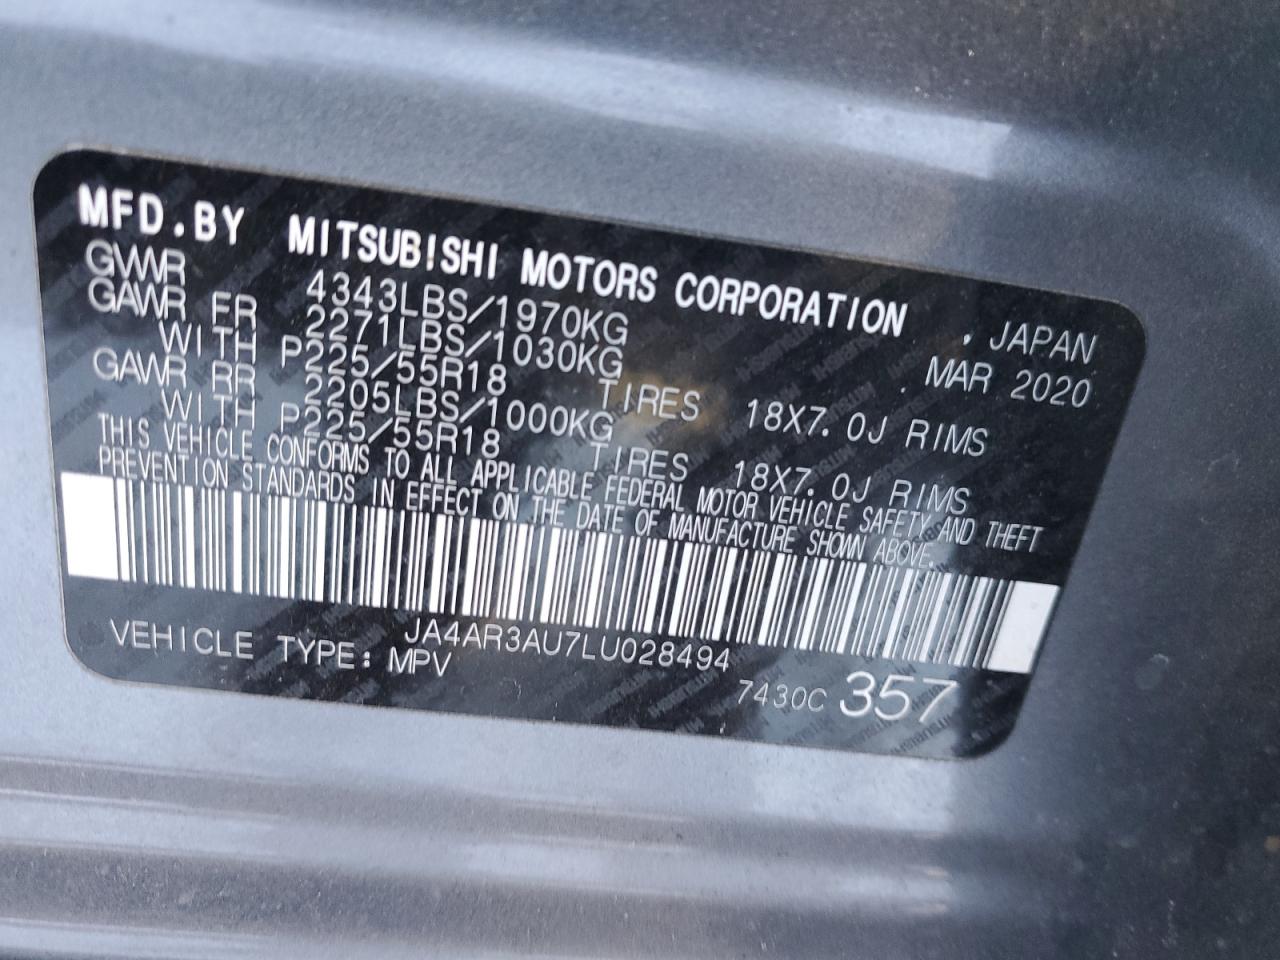 MFD.BY MITSUBISHI MOTORS CORPORATION , JAPAN
GVWR 4343LBS/1970KG MAR 2020
GAWR FR 2271LBS/1030KG
WITH P225/55R18 TIRES 18X7.0J RIMS
GAWR RR 2205LBS/1000KG
WITH P225/55R18 TIRES 18X7.0J RIMS
THIS VEHICLE CONFORMS TO ALL APPLICABLE FEDERAL MOTOR VEHICLE SAFETY AND THEFT
PREVENTION STANDARDS IN EFFECT ON THE DATE OF MANUFACTURE SHOWN ABOVE.
JA4AR3AU7LU028494
VEHICLE TYPE: MPV
7430C 357